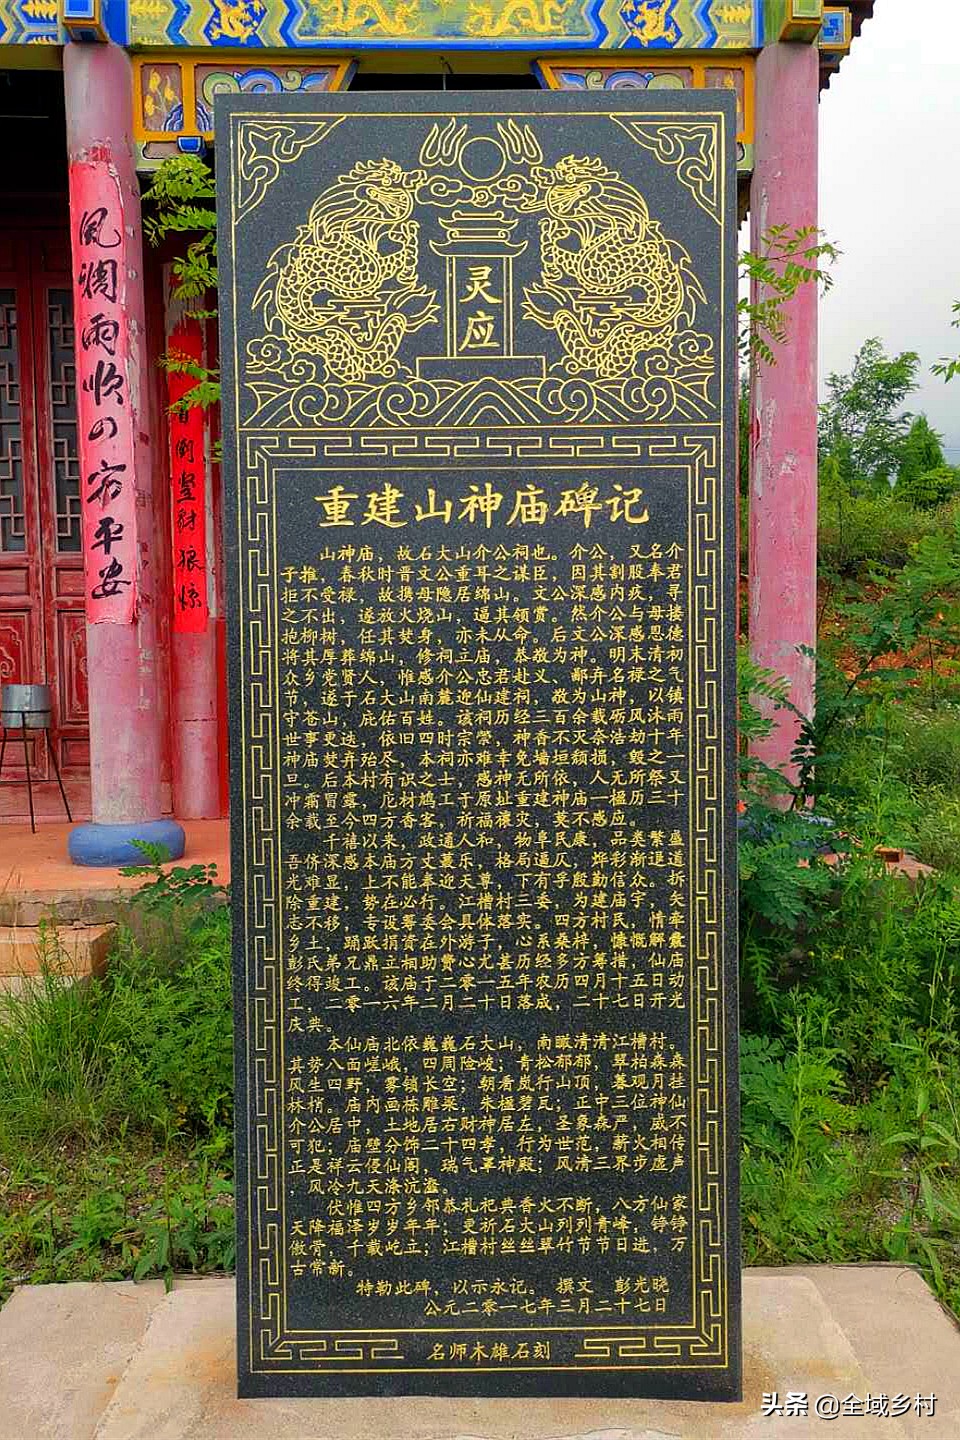 灵应
重建山神庙碑记
山神庙，故石大山介公祠也。介公，又名介
子推，春秋时晋文公重耳之谋臣，因其割股奉君
拒不受禄，故携母隐居绵山。文公深感内疚，寻
之不出，遂放火烧山，逼其领赏。然介公与母搂
抱柳树，任其焚身，亦未从命。后文公深感恩德
将其厚葬绵山，修祠立庙，恭敬为神。明末清初
众乡党贤人，惟感介公忠君赴义、鄙弃名禄之气
节，遂于石大山南麓迎仙建祠，敬为山神，以镇
守苍山，庇佑百姓。该祠历经三百余载砺风沐雨
世事更迭，依旧四时宗禜，神香不灭奈浩劫十年
神庙焚弃殆尽，本祠亦难幸免墙垣颓损，毁之一
旦。后本村有识之士，感神无所依，人无所祭又
冲霜冒露，庀材鸠工于原址重建神庙一楹历三十
余载至今四方香客，祈福禳灾，莫不感应。
千禧以来，政通人和，物阜民康，品类繁盛
吾侪深感本庙方丈蕞乐，格局逼仄，烨彩渐逝道
光难显，上不能奉迎天尊，下有乎殷勤信众。拆
除重建，势在必行。江槽村三委，为建庙宇，矢
志不移，专设筹委会具体落实。四方村民，情牵
乡土，踊跃捐资在外游子，心系桑梓，慷慨解囊
彭氏弟兄鼎立相助费心尤甚历经多方筹措，仙庙
终得竣工。该庙于二零一五年农历四月十五日动
工，二零一六年二月二十日落成，二十七日开光
庆典。
本仙庙北依巍巍石大山，南瞰清清江槽村。
其势八面嵯峨，四周险峻；青松郁郁，翠柏森森
风生四野，雾锁长空；朝看岚行山顶，暮观月挂
林梢。庙内画栋雕梁，朱楹碧瓦；正中三位神仙
介公居中，土地居右财神居左，圣象森严，威不
可犯；庙壁分饰二十四孝，行为世范，薪火相传
正是祥云侵仙阁，瑞气罩神殿；风清三界步虚声
，风冷九天涤沆瀣。
伏惟四方乡邻恭礼祀典香火不断，八方仙家
天降福泽岁岁年年；更祈石大山列列青峰，铮铮
傲骨，千载屹立；江槽村丝丝翠竹节节日进，万
古常新。
特勒此碑，以示永记。 撰文 彭光晓
公元二零一七年三月二十七日
名师木雄石刻
风调雨顺の宅平安
倒竖豺狼惊
头条 @全域乡村